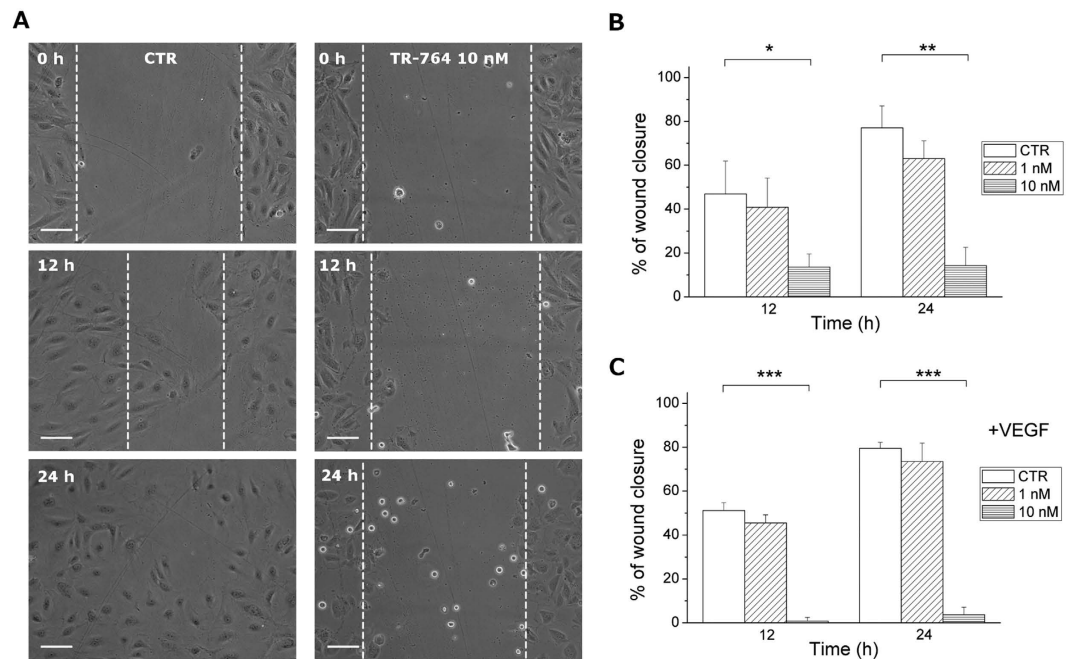 A
0 h CTR
TR-764 10 nM
0 h
12 h
12 h
24 h
24 h
B
*
**
% of wound closure
100
80
60
40
20
0
12
24
Time (h)
CTR
1 nM
10 nM
C
***
***
+VEGF
% of wound closure
100
80
60
40
20
0
12
24
Time (h)
CTR
1 nM
10 nM